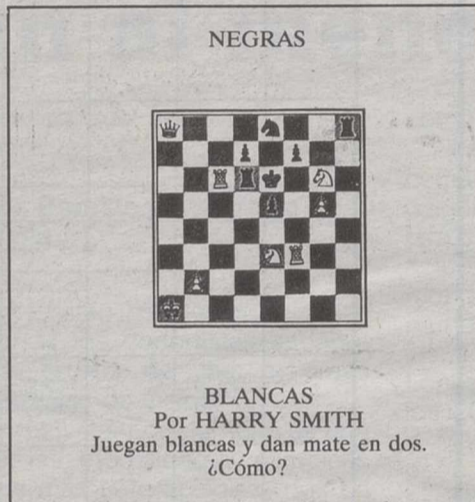 NEGRAS
BLANCAS
Por HARRY SMITH
Juegan blancas y dan mate en dos.
¿Cómo?